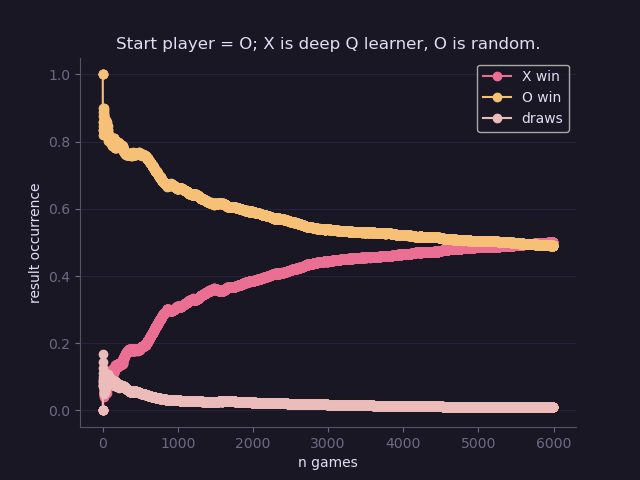 Start player = O; X is deep Q learner, O is random.
X win
O win
draws
1.0
0.8
0.6
0.4
0.2
0.0
result occurrence
0 1000 2000 3000 4000 5000 6000
n games